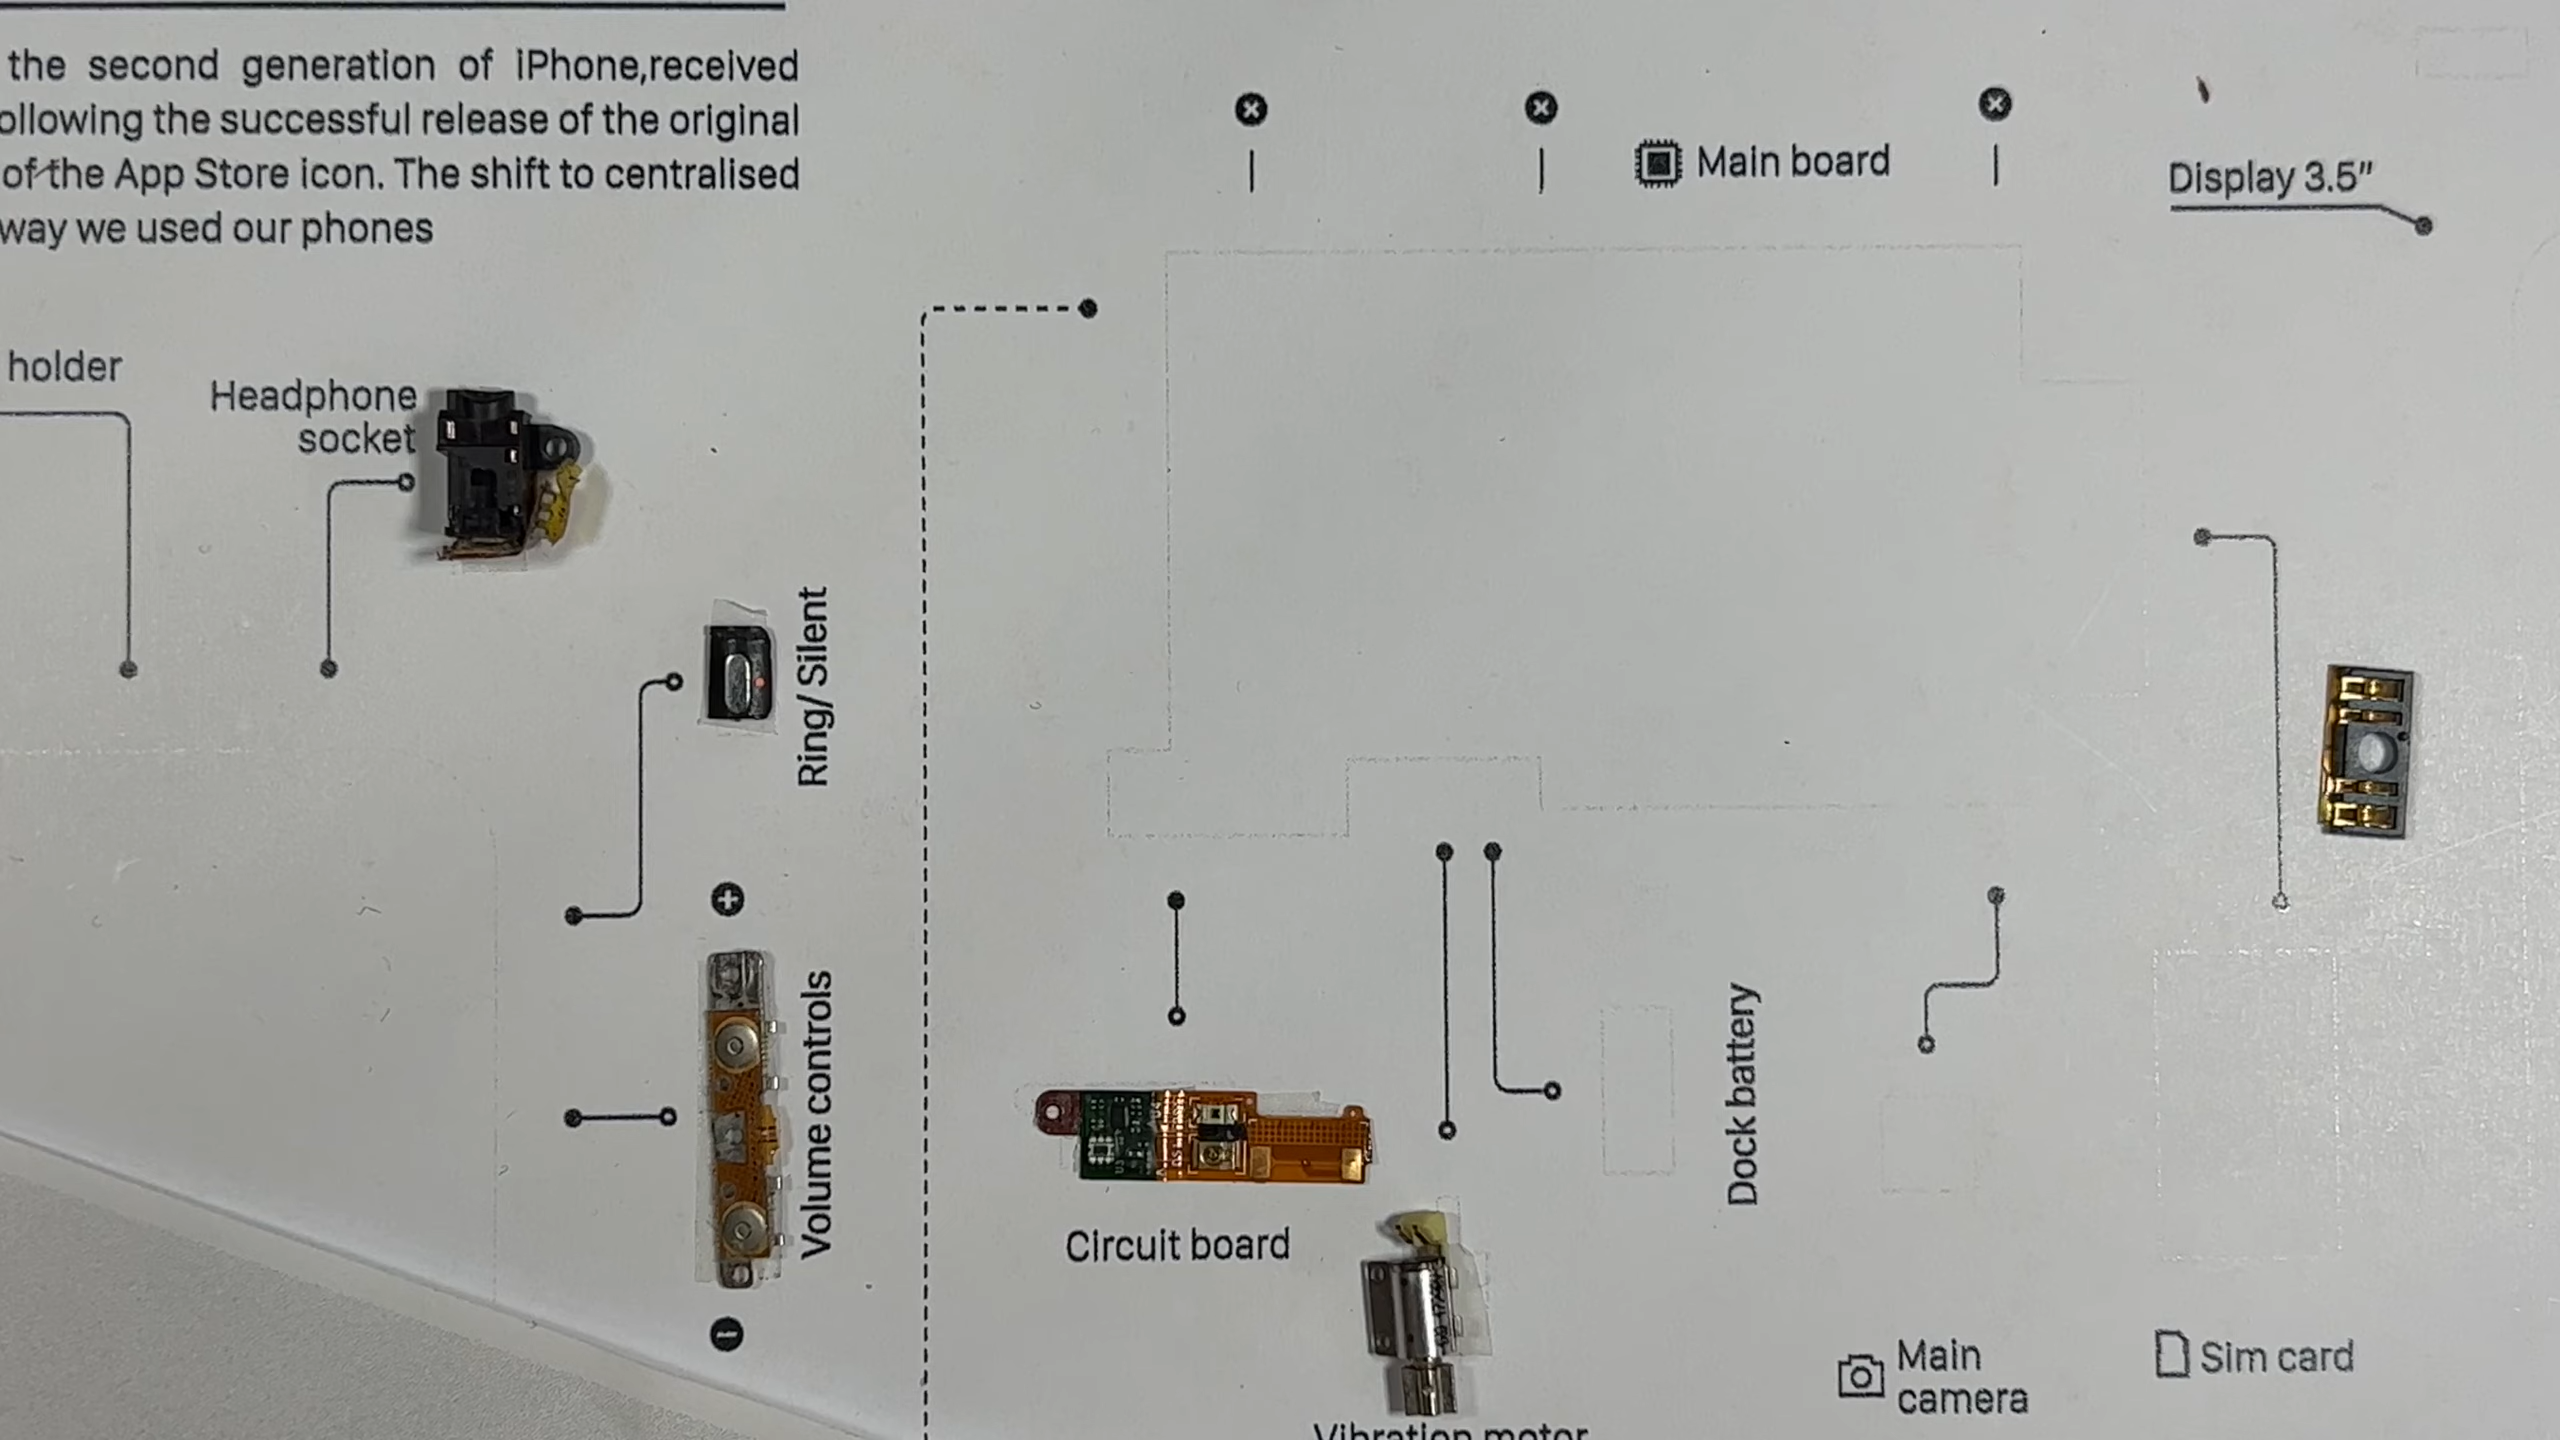 the second generation of iPhone,received
ollowing the successful release of the original
of the App Store icon. The shift to centralised
way we used our phones
Main board
Display 3.5"
holder
Headphone
socket
Ring/ Silent
Volume controls
Dock battery
Circuit board
Main
camera
Sim card
Vibration motor